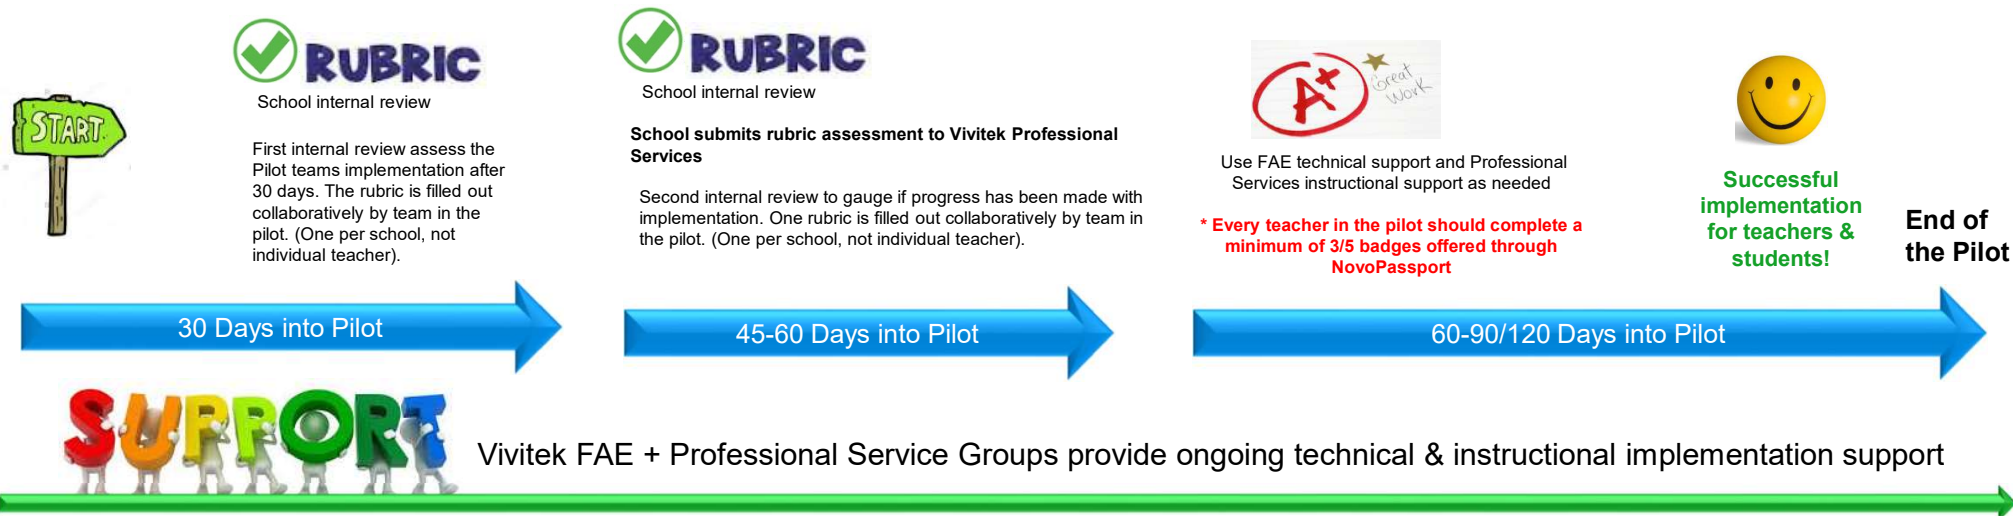 START
RUBRIC
School internal review
First internal review assess the
Pilot teams implementation after
30 days. The rubric is filled out
collaboratively by team in the
pilot. (One per school, not
individual teacher).
30 Days into Pilot
RUBRIC
School internal review
School submits rubric assessment to Vivitek Professional
Services
Second internal review to gauge if progress has been made with
implementation. One rubric is filled out collaboratively by team in
the pilot. (One per school, not individual teacher).
45-60 Days into Pilot
A+
Great
Work
Use FAE technical support and Professional
Services instructional support as needed
* Every teacher in the pilot should complete a
minimum of 3/5 badges offered through
NovoPassport
Successful
implementation
for teachers &
students!
End of
the Pilot
60-90/120 Days into Pilot
SUPPORT
Vivitek FAE + Professional Service Groups provide ongoing technical & instructional implementation support